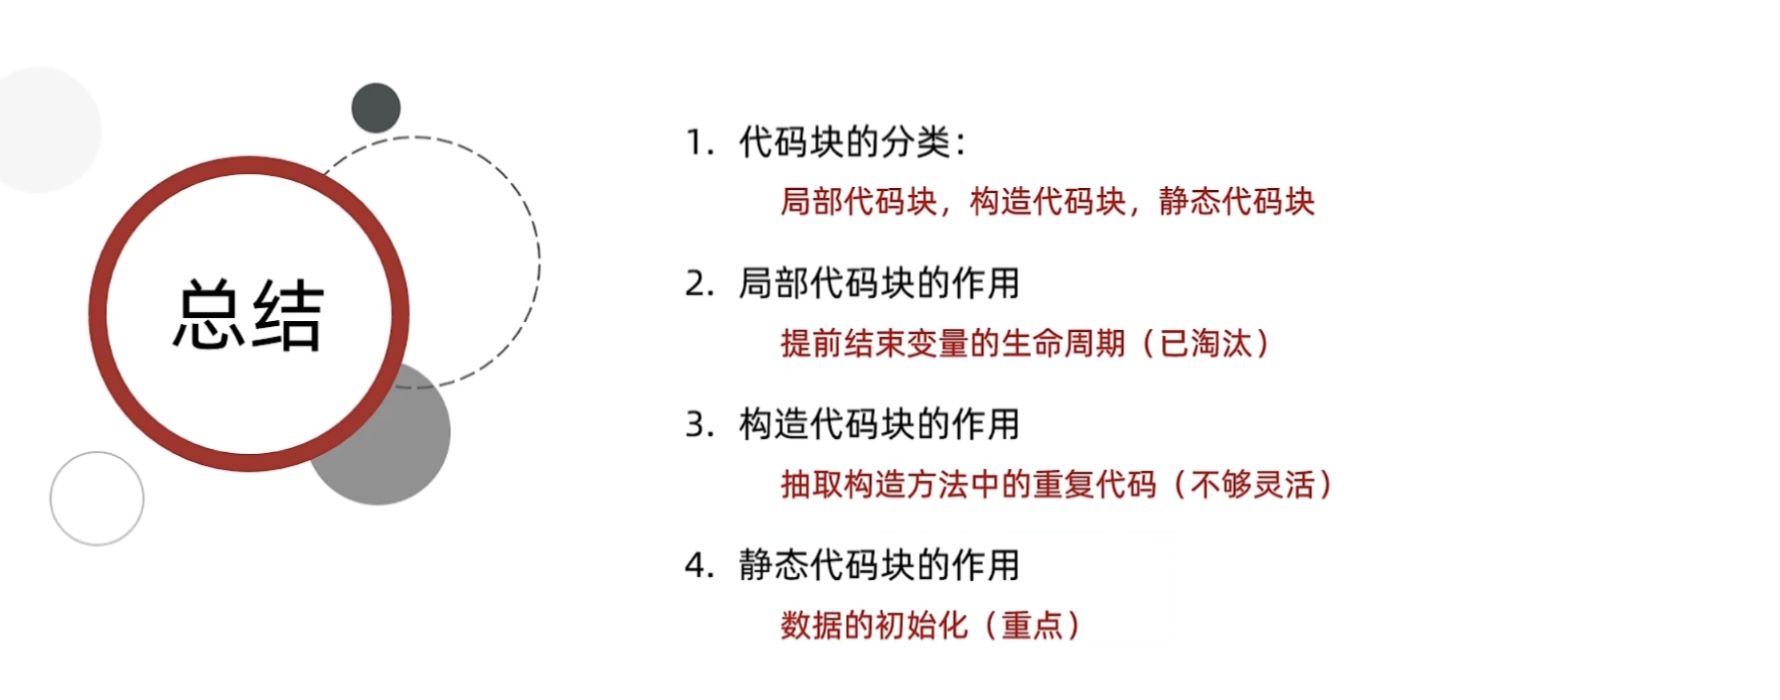 总结
1. 代码块的分类：
局部代码块，构造代码块，静态代码块
2. 局部代码块的作用
提前结束变量的生命周期（已淘汰）
3. 构造代码块的作用
抽取构造方法中的重复代码（不够灵活）
4. 静态代码块的作用
数据的初始化（重点）